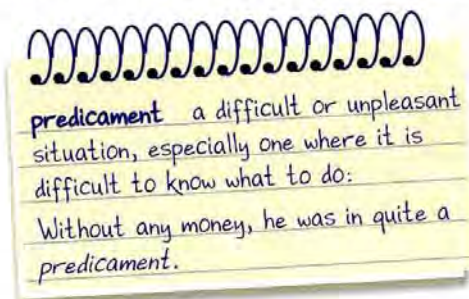 predicament a difficult or unpleasant
situation, especially one where it is
difficult to know what to do:
Without any money, he was in quite a
predicament.